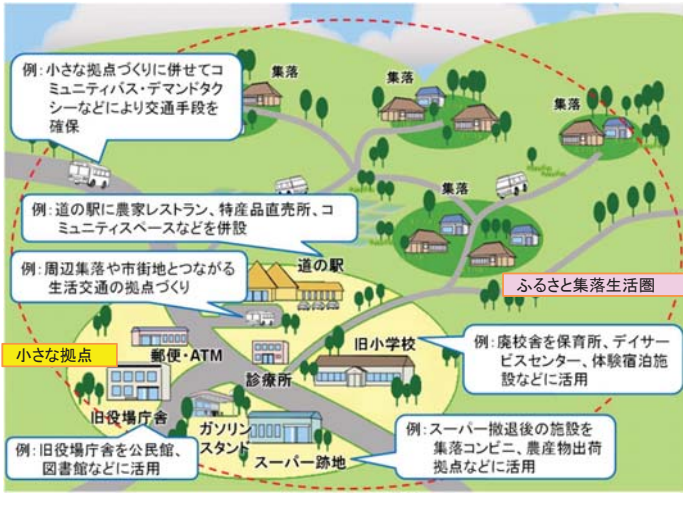 例：小さな拠点づくりに併せてコ
ミュニティバス・デマンドタク
シーなどにより交通手段を
確保
集落
集落
集落
例：道の駅に農家レストラン、特産品直売所、コ
ミュニティスペースなどを併設
集落
例：周辺集落や市街地とつながる
生活交通の拠点づくり
道の駅
ふるさと集落生活圏
小さな拠点
郵便・ATM
旧小学校
診療所
例：廃校舎を保育所、デイサー
ビスセンター、体験宿泊施
設などに活用
旧役場庁舎
ガソリン
スタンド
スーパー跡地
例：旧役場庁舎を公民館、
図書館などに活用
例：スーパー撤退後の施設を
集落コンビニ、農産物出荷
拠点などに活用